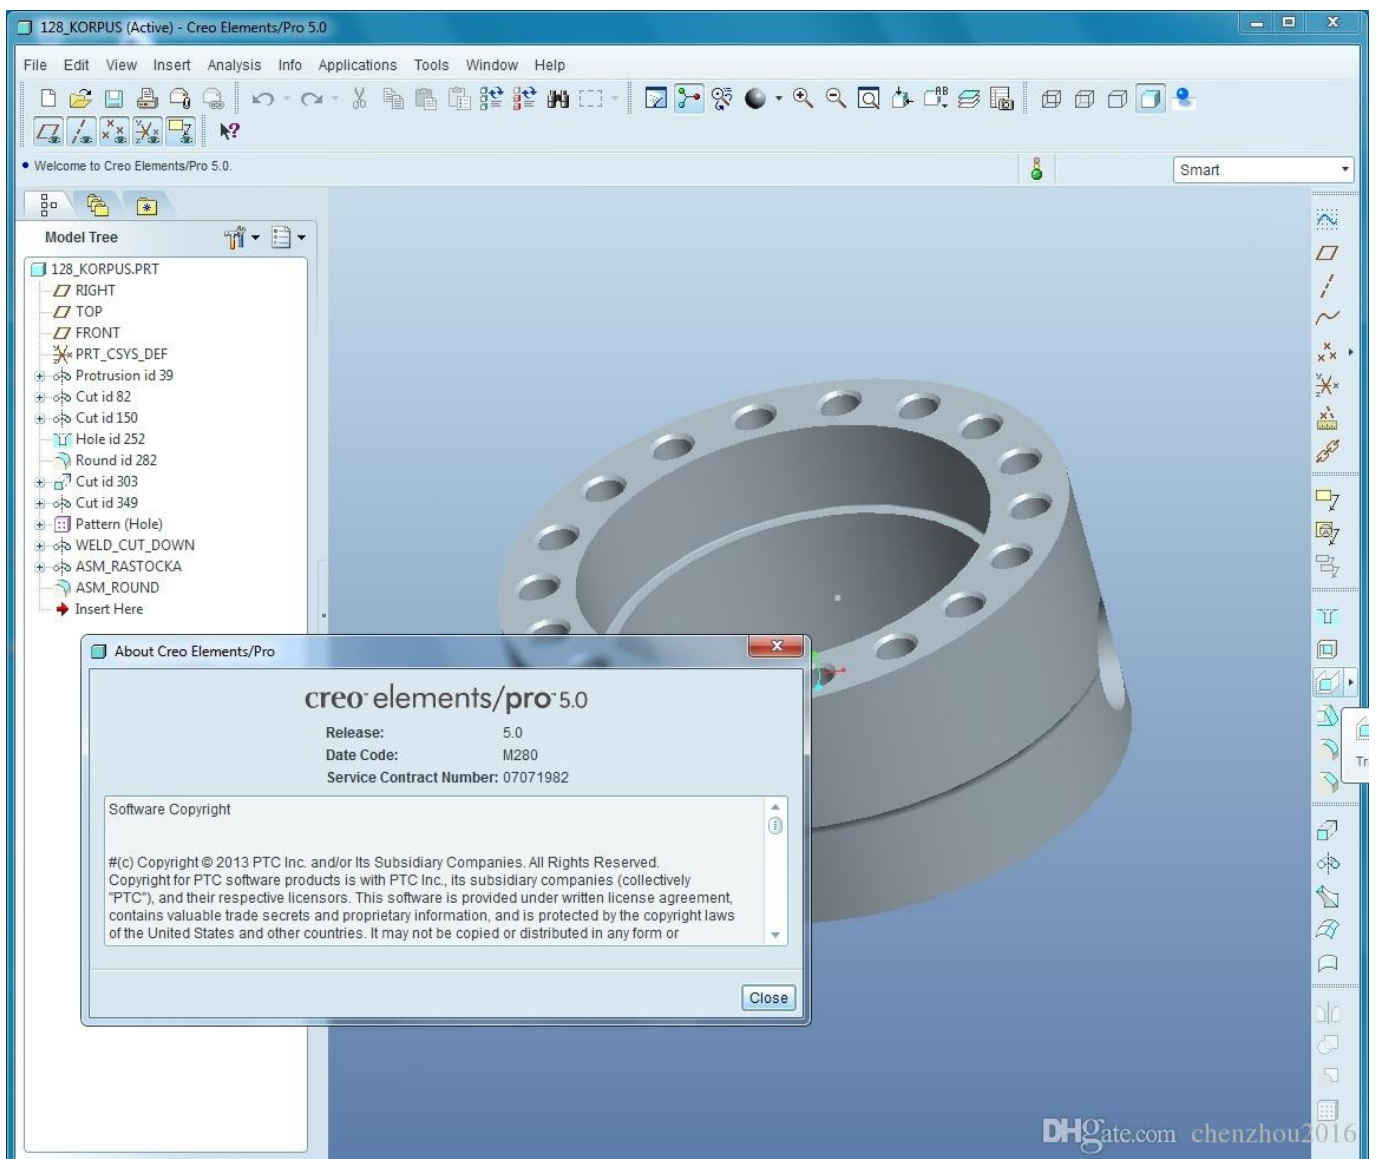 128_KORPUS (Active) - Creo Elements/Pro 5.0
File Edit View Insert Analysis Info Applications Tools Window Help
Welcome to Creo Elements/Pro 5.0.
Smart
Model Tree
128_KORPUS.PRT
RIGHT
TOP
FRONT
PRT_CSYS_DEF
Protrusion id 39
Cut id 82
Cut id 150
Hole id 252
Round id 282
Cut id 303
Cut id 349
Pattern (Hole)
WELD_CUT_DOWN
ASM_RASTOCKA
ASM_ROUND
Insert Here
About Creo Elements/Pro
creo elements/pro 5.0
Release: 5.0
Date Code: M280
Service Contract Number: 07071982
Software Copyright
#(c) Copyright © 2013 PTC Inc. and/or Its Subsidiary Companies. All Rights Reserved.
Copyright for PTC software products is with PTC Inc., its subsidiary companies (collectively
"PTC"), and their respective licensors. This software is provided under written license agreement,
contains valuable trade secrets and proprietary information, and is protected by the copyright laws
of the United States and other countries. It may not be copied or distributed in any form or
Close
Tr
DHgate.com chenzhou2016